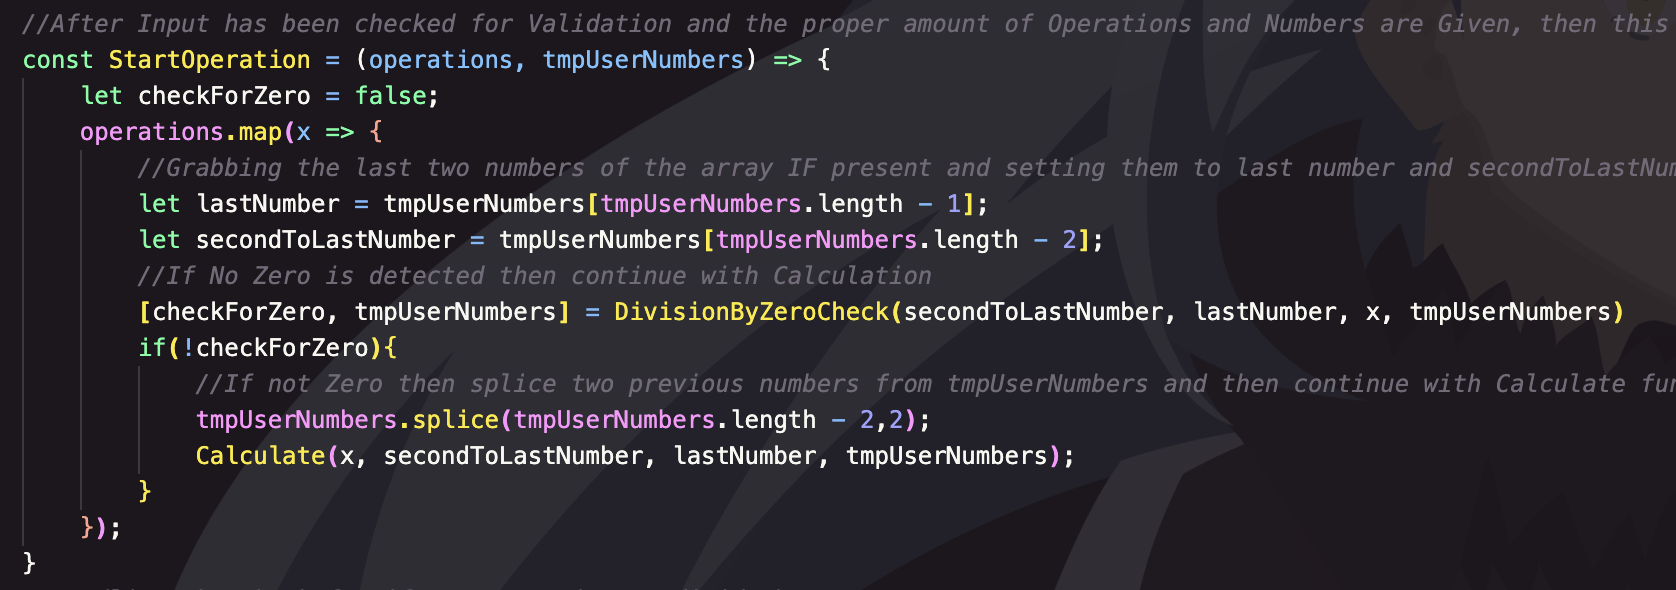 //After Input has been checked for Validation and the proper amount of Operations and Numbers are Given, then this
const StartOperation = (operations, tmpUserNumbers) => {
let checkForZero = false;
operations.map(x => {
//Grabbing the last two numbers of the array IF present and setting them to last number and secondToLastNum
let lastNumber = tmpUserNumbers[tmpUserNumbers.length - 1];
let secondToLastNumber = tmpUserNumbers[tmpUserNumbers.length - 2];
//If No Zero is detected then continue with Calculation
[checkForZero, tmpUserNumbers] = DivisionByZeroCheck(secondToLastNumber, lastNumber, x, tmpUserNumbers)
if(!checkForZero){
//If not Zero then splice two previous numbers from tmpUserNumbers and then continue with Calculate fun
tmpUserNumbers.splice(tmpUserNumbers.length - 2,2);
Calculate(x, secondToLastNumber, lastNumber, tmpUserNumbers);
}
});
}